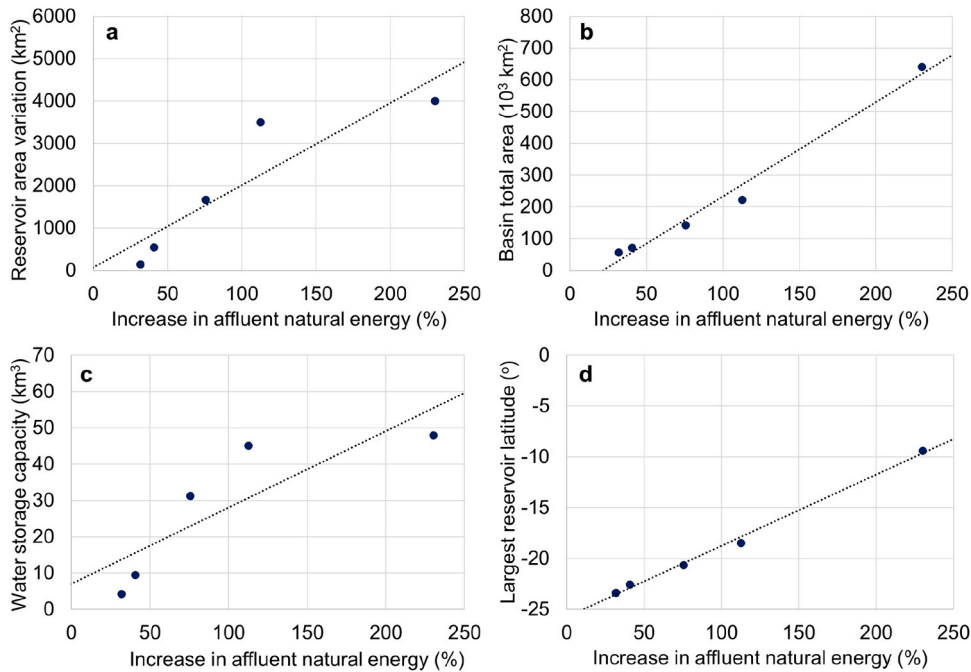 a
Reservoir area variation (km²)
6000
5000
4000
3000
2000
1000
0
0 50 100 150 200 250
Increase in affluent natural energy (%)
b
Basin total area (10³ km²)
800
700
600
500
400
300
200
100
0
0 50 100 150 200 250
Increase in affluent natural energy (%)
c
Water storage capacity (km³)
70
60
50
40
30
20
10
0
0 50 100 150 200 250
Increase in affluent natural energy (%)
d
Largest reservoir latitude (º)
0
-5
-10
-15
-20
-25
0 50 100 150 200 250
Increase in affluent natural energy (%)